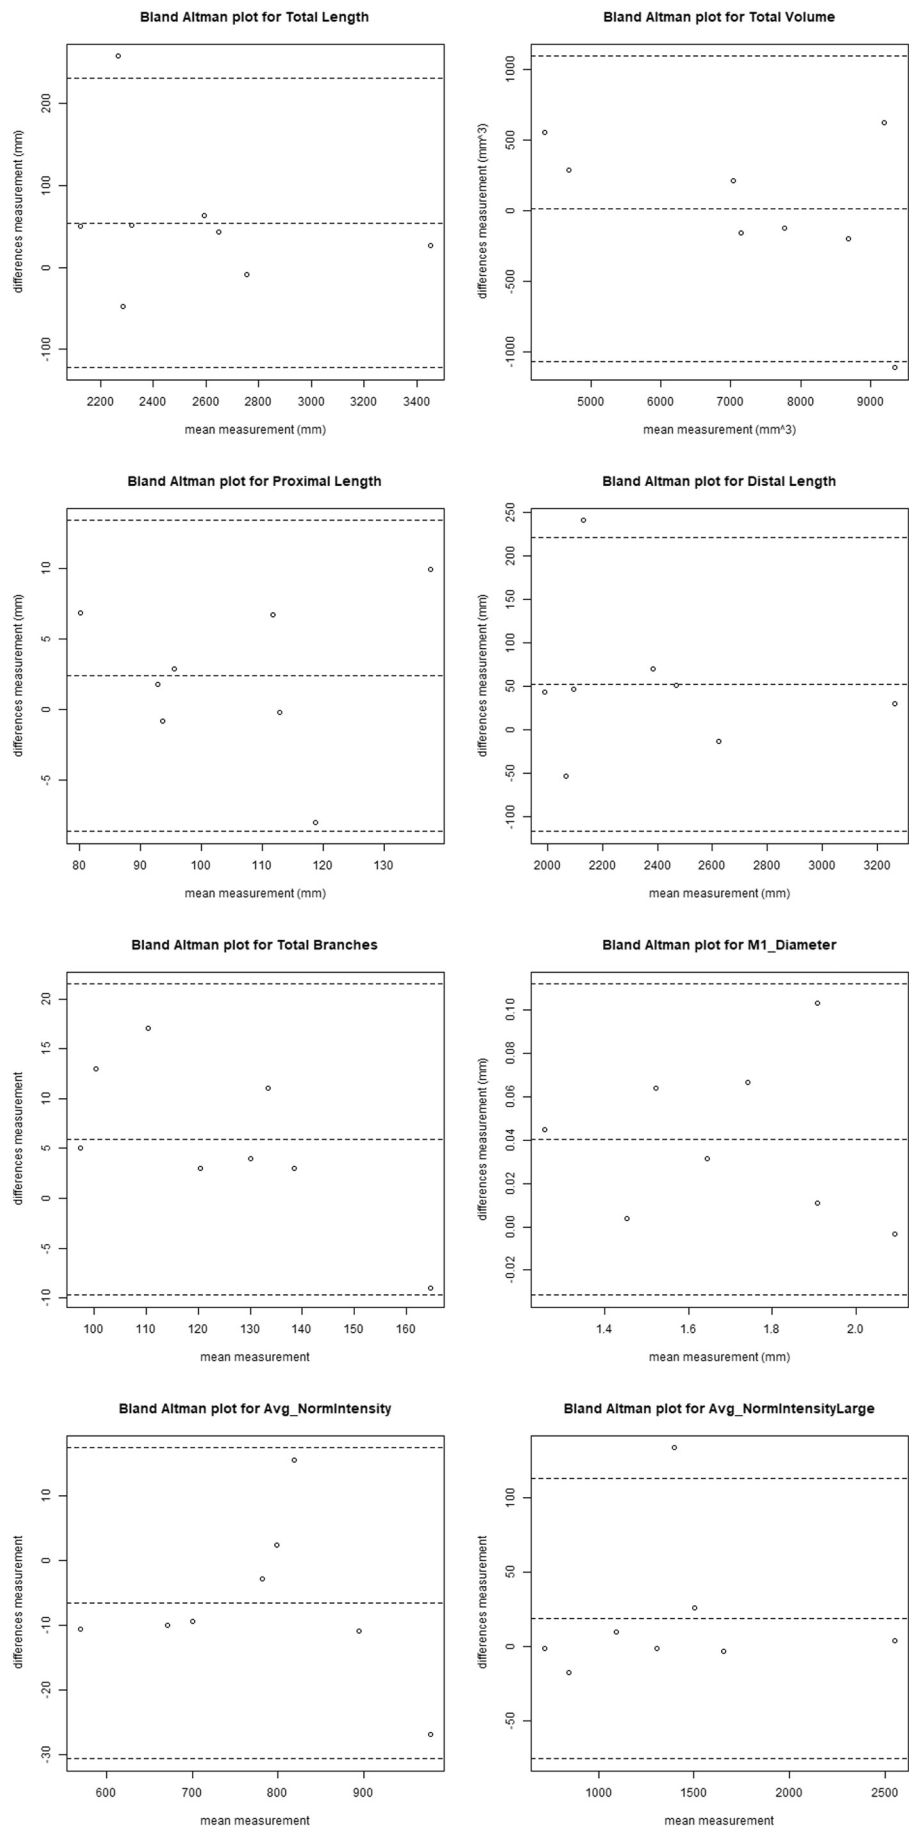 Bland Altman plot for Total Length
differences measurement (mm)
200
100
0
-100
2200 2400 2600 2800 3000 3200 3400
mean measurement (mm)
Bland Altman plot for Total Volume
differences measurement (mm^3)
1000
500
0
-500
-1000
5000 6000 7000 8000 9000
mean measurement (mm^3)
Bland Altman plot for Proximal Length
differences measurement (mm)
10
5
0
-5
80 90 100 110 120 130
mean measurement (mm)
Bland Altman plot for Distal Length
differences measurement (mm)
250
200
150
100
50
0
-50
-100
2000 2200 2400 2600 2800 3000 3200
mean measurement (mm)
Bland Altman plot for Total Branches
differences measurement
20
15
10
5
0
-5
-10
100 110 120 130 140 150 160
mean measurement
Bland Altman plot for M1_Diameter
differences measurement (mm)
0.10
0.08
0.06
0.04
0.02
0.00
-0.02
1.4 1.6 1.8 2.0
mean measurement (mm)
Bland Altman plot for Avg_NormIntensity
differences measurement
10
0
-10
-20
-30
600 700 800 900
mean measurement
Bland Altman plot for Avg_NormIntensityLarge
differences measurement
100
50
0
-50
1000 1500 2000 2500
mean measurement